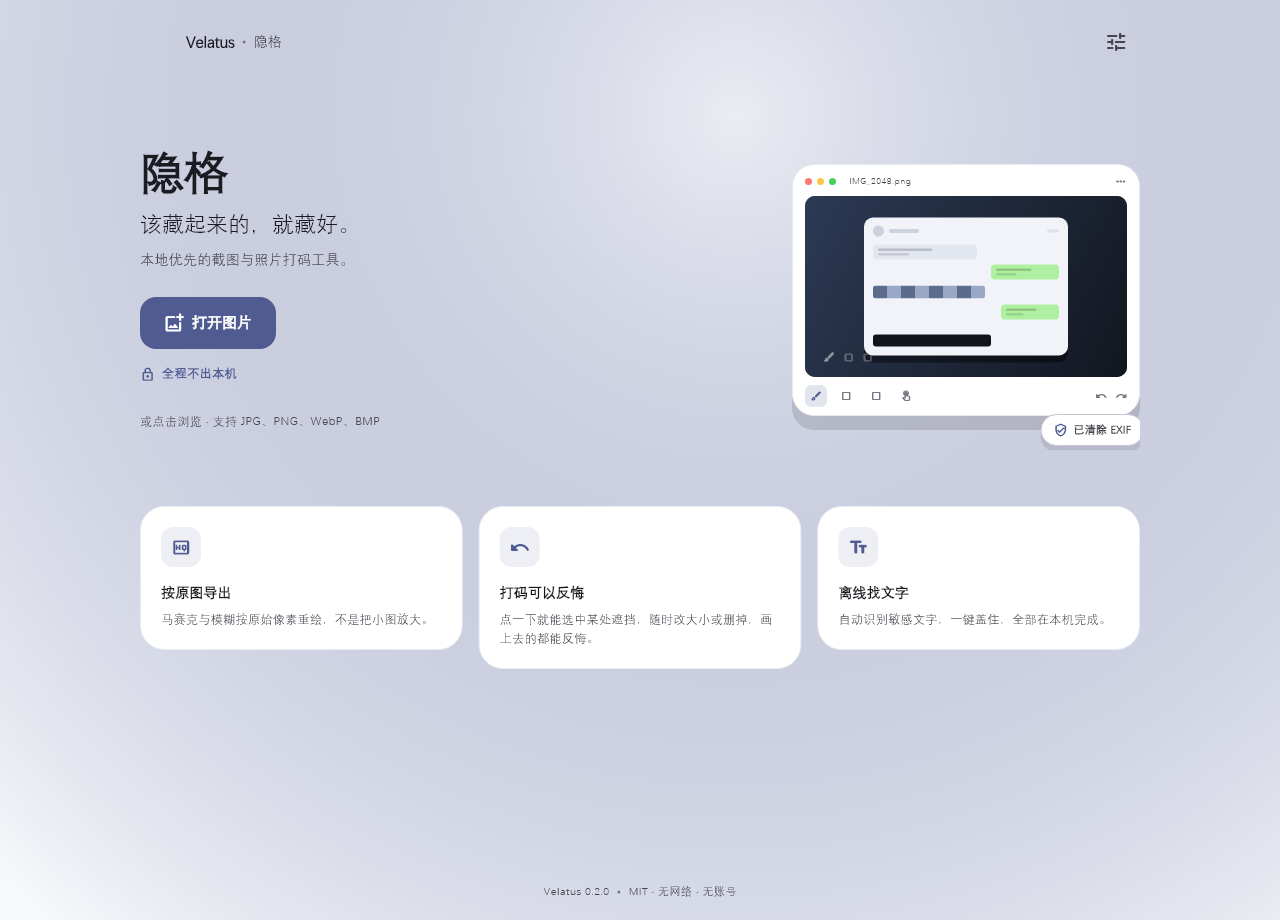 Velatus • 隐格
隐格
该藏起来的，就藏好。
本地优先的截图与照片打码工具。
打开图片
全程不出本机
或点击浏览 · 支持 JPG、PNG、WebP、BMP
IMG_2048.png
已清除 EXIF
HQ
按原图导出
马赛克与模糊按原始像素重绘，不是把小图放大。
打码可以反悔
点一下就能选中某处遮挡，随时改大小或删掉，画
上去的都能反悔。
Tт
离线找文字
自动识别敏感文字，一键盖住，全部在本机完成。
Velatus 0.2.0 • MIT · 无网络 · 无账号